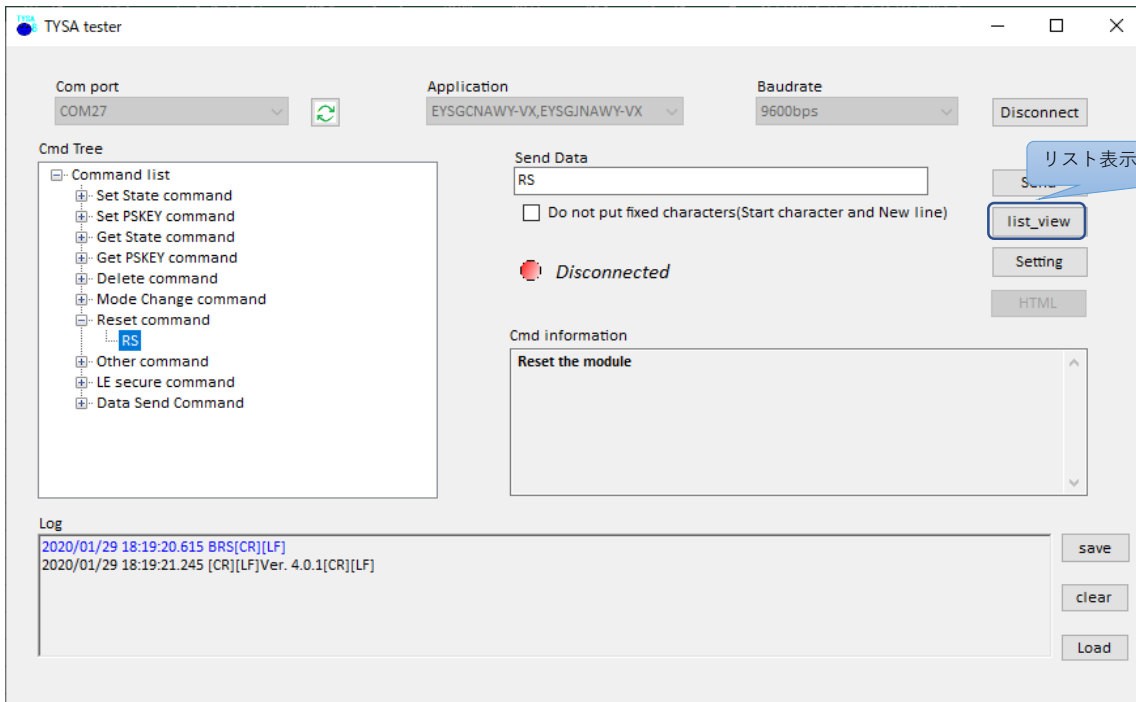 TYSA tester
Com port
Application
Baudrate
COM27
EYSGCNAWY-VX,EYSGJNAWY-VX
9600bps
Disconnect
Cmd Tree
Command list
Set State command
Set PSKEY command
Get State command
Get PSKEY command
Delete command
Mode Change command
Reset command
RS
Other command
LE secure command
Data Send Command
Send Data
RS
Do not put fixed characters(Start character and New line)
Disconnected
リスト表示
list_view
Setting
HTML
Cmd information
Reset the module
Log
2020/01/29 18:19:20.615 BRS[CR][LF]
2020/01/29 18:19:21.245 [CR][LF]Ver. 4.0.1[CR][LF]
save
clear
Load